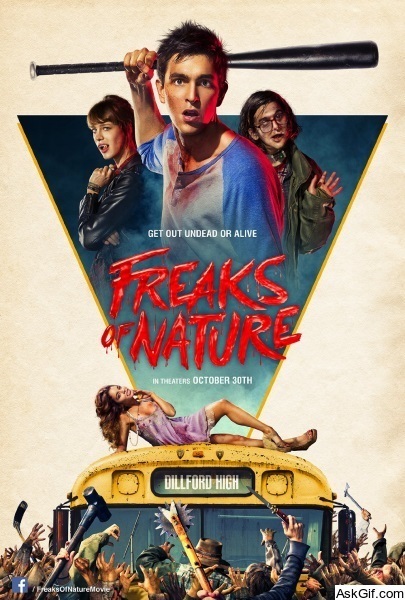 GET OUT UNDEAD OR ALIVE
FREAKS
OF NATURE
IN THEATERS OCTOBER 30TH
DILLFORD HIGH
f /FreaksOfNatureMovie
AskGif.com